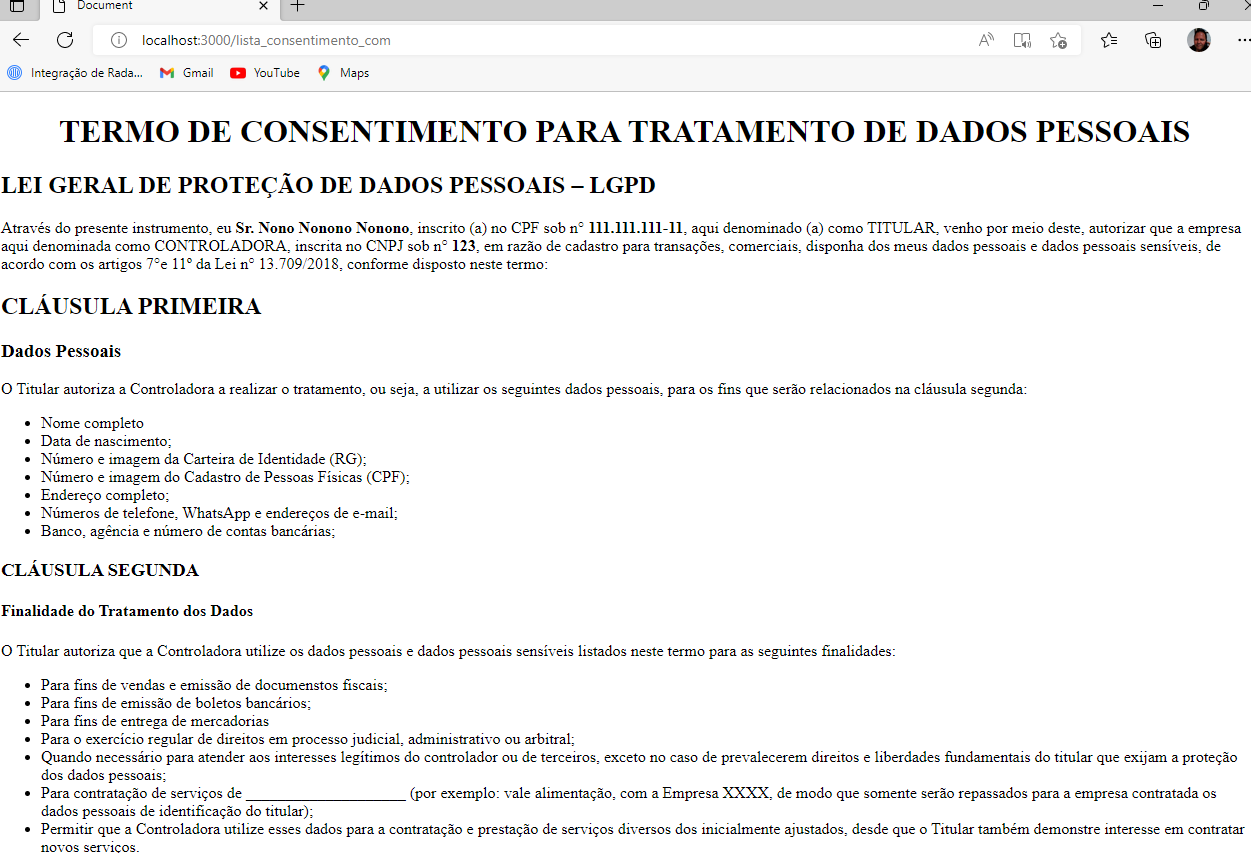 Document
localhost:3000/lista_consentimento_com
Integração de Rada... Gmail YouTube Maps
TERMO DE CONSENTIMENTO PARA TRATAMENTO DE DADOS PESSOAIS
LEI GERAL DE PROTEÇÃO DE DADOS PESSOAIS – LGPD
Através do presente instrumento, eu Sr. Nono Nonono Nonono, inscrito (a) no CPF sob n° 111.111.111-11, aqui denominado (a) como TITULAR, venho por meio deste, autorizar que a empresa
aqui denominada como CONTROLADORA, inscrita no CNPJ sob n° 123, em razão de cadastro para transações, comerciais, disponha dos meus dados pessoais e dados pessoais sensíveis, de
acordo com os artigos 7°e 11º da Lei n° 13.709/2018, conforme disposto neste termo:
CLÁUSULA PRIMEIRA
Dados Pessoais
O Titular autoriza a Controladora a realizar o tratamento, ou seja, a utilizar os seguintes dados pessoais, para os fins que serão relacionados na cláusula segunda:
• Nome completo
• Data de nascimento;
• Número e imagem da Carteira de Identidade (RG);
• Número e imagem do Cadastro de Pessoas Físicas (CPF);
• Endereço completo;
• Números de telefone, WhatsApp e endereços de e-mail;
• Banco, agência e número de contas bancárias;
CLÁUSULA SEGUNDA
Finalidade do Tratamento dos Dados
O Titular autoriza que a Controladora utilize os dados pessoais e dados pessoais sensíveis listados neste termo para as seguintes finalidades:
• Para fins de vendas e emissão de documenstos fiscais;
• Para fins de emissão de boletos bancários;
• Para fins de entrega de mercadorias
• Para o exercício regular de direitos em processo judicial, administrativo ou arbitral;
• Quando necessário para atender aos interesses legítimos do controlador ou de terceiros, exceto no caso de prevalecerem direitos e liberdades fundamentais do titular que exijam a proteção
dos dados pessoais;
• Para contratação de serviços de ____________________ (por exemplo: vale alimentação, com a Empresa XXXX, de modo que somente serão repassados para a empresa contratada os
dados pessoais de identificação do titular);
• Permitir que a Controladora utilize esses dados para a contratação e prestação de serviços diversos dos inicialmente ajustados, desde que o Titular também demonstre interesse em contratar
novos serviços.